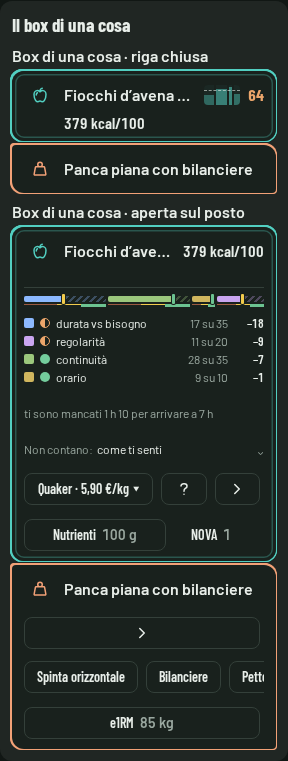 Il box di una cosa
Box di una cosa · riga chiusa
Fiocchi d’avena ... 64
379 kcal/100
Panca piana con bilanciere
Box di una cosa · aperta sul posto
Fiocchi d’ave... 379 kcal/100
durata vs bisogno 17 su 35 −18
regolarità 11 su 20 −9
continuità 28 su 35 −7
orario 9 su 10 −1
ti sono mancati 1 h 10 per arrivare a 7 h
Non contano: come ti senti
Quaker · 5,90 €/kg ▾ ?
Nutrienti 100 g NOVA 1
Panca piana con bilanciere
Spinta orizzontale Bilanciere Petto
e1RM 85 kg